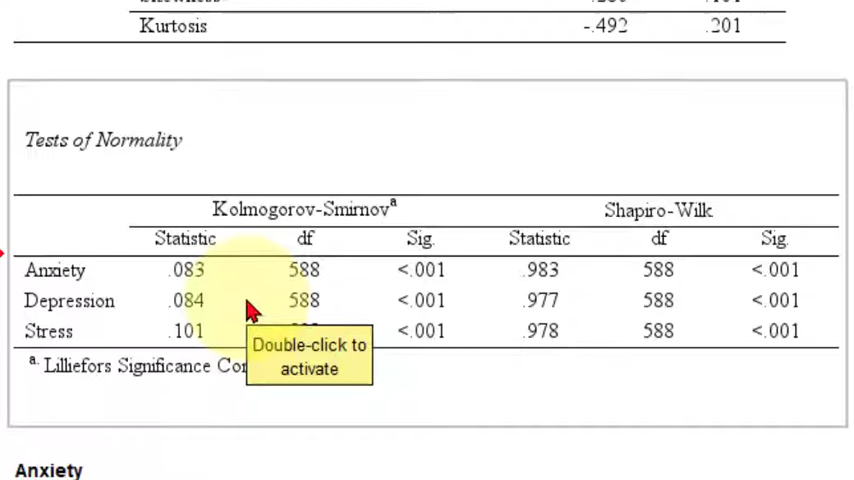 Kurtosis -.492 .201
Tests of Normality
Kolmogorov-Smirnovᵃ Shapiro-Wilk
Statistic df Sig. Statistic df Sig.
Anxiety .083 588 <.001 .983 588 <.001
Depression .084 588 <.001 .977 588 <.001
Stress .101 <.001 .978 588 <.001
a. Lilliefors Significance
Double-click to
activate
Anxiety